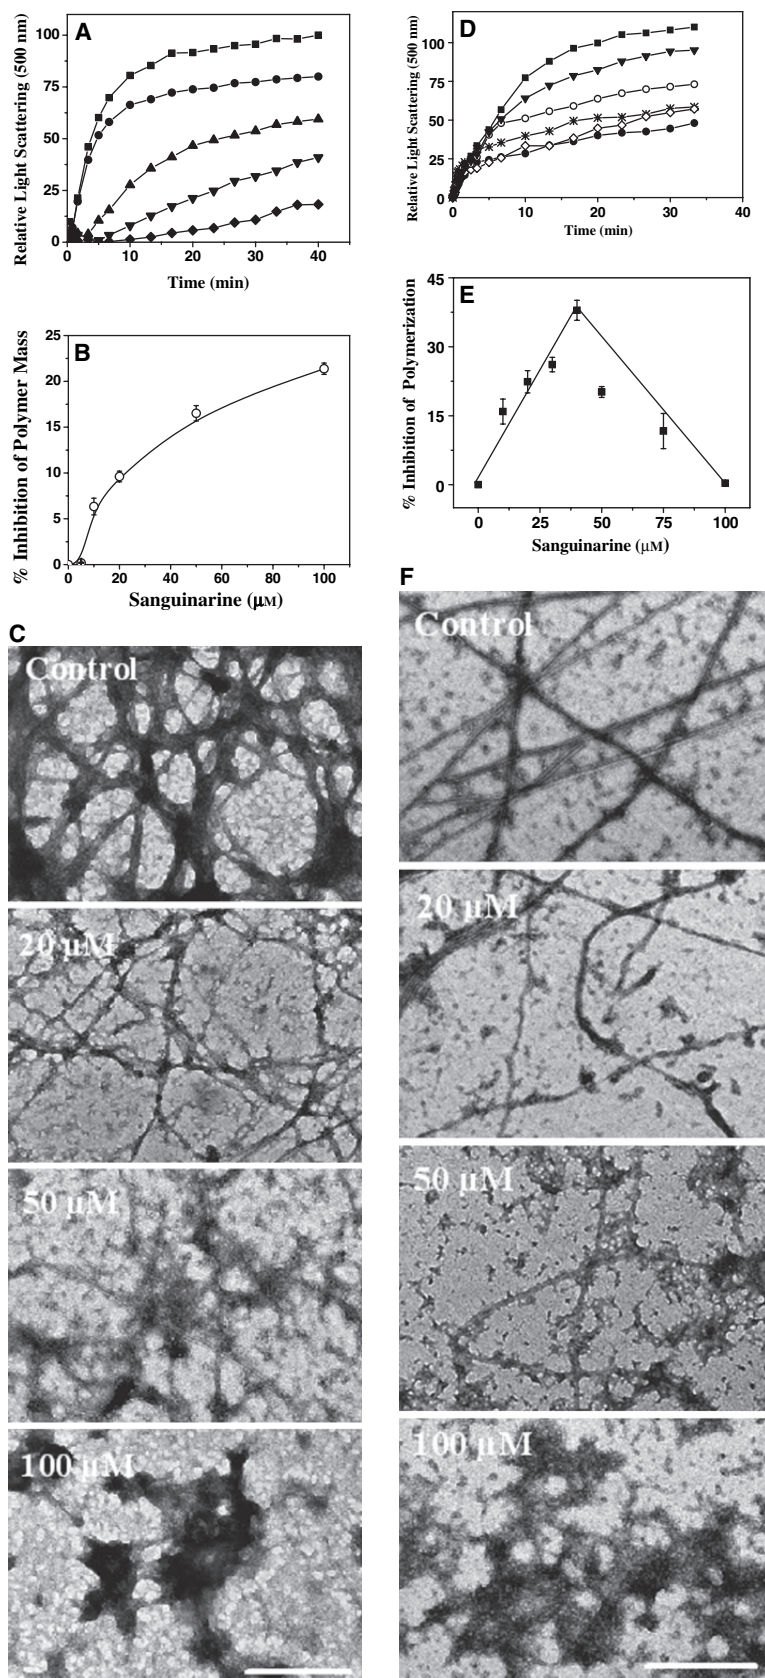 A
Relative Light Scattering (500 nm)
100
75
50
25
0
0 10 20 30 40
Time (min)
B
% Inhibition of Polymer Mass
25
20
15
10
5
0
0 20 40 60 80 100
Sanguinarine (μM)
C
Control
20 μM
50 μM
100 μM
D
Relative Light Scattering (500 nm)
100
75
50
25
0
0 10 20 30 40
Time (min)
E
% Inhibition of Polymerization
45
30
15
0
0 25 50 75 100
Sanguinarine (μM)
F
Control
20 μM
50 μM
100 μM